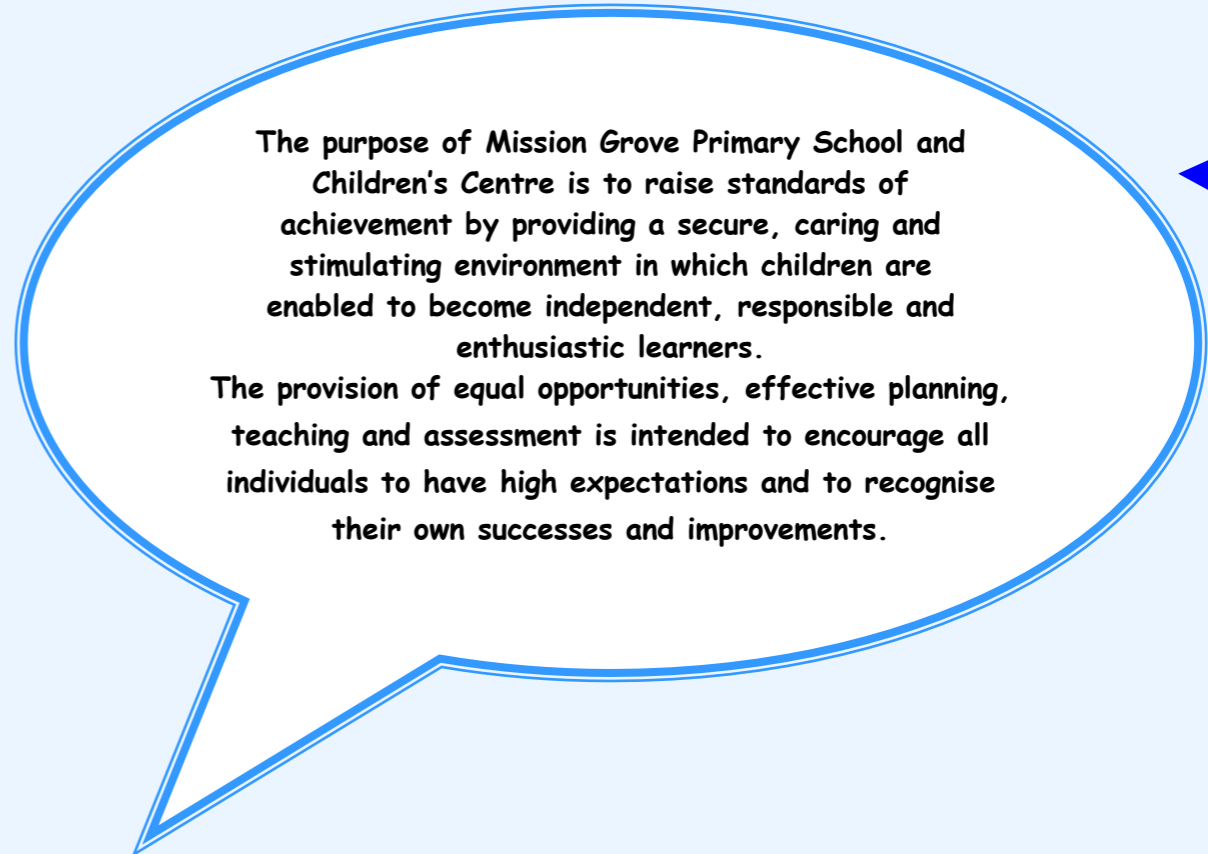 The purpose of Mission Grove Primary School and
Children's Centre is to raise standards of
achievement by providing a secure, caring and
stimulating environment in which children are
enabled to become independent, responsible and
enthusiastic learners.
The provision of equal opportunities, effective planning,
teaching and assessment is intended to encourage all
individuals to have high expectations and to recognise
their own successes and improvements.